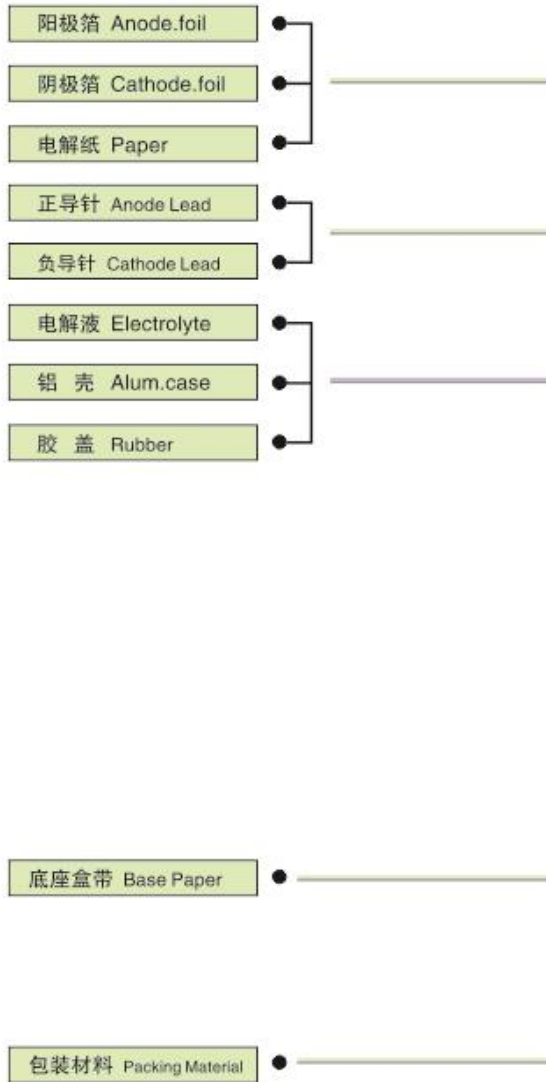 阳极箔 Anode.foil
阴极箔 Cathode.foil
电解纸 Paper
正导针 Anode Lead
负导针 Cathode Lead
电解液 Electrolyte
铝 壳 Alum.case
胶 盖 Rubber
底座盒带 Base Paper
包装材料 Packing Material